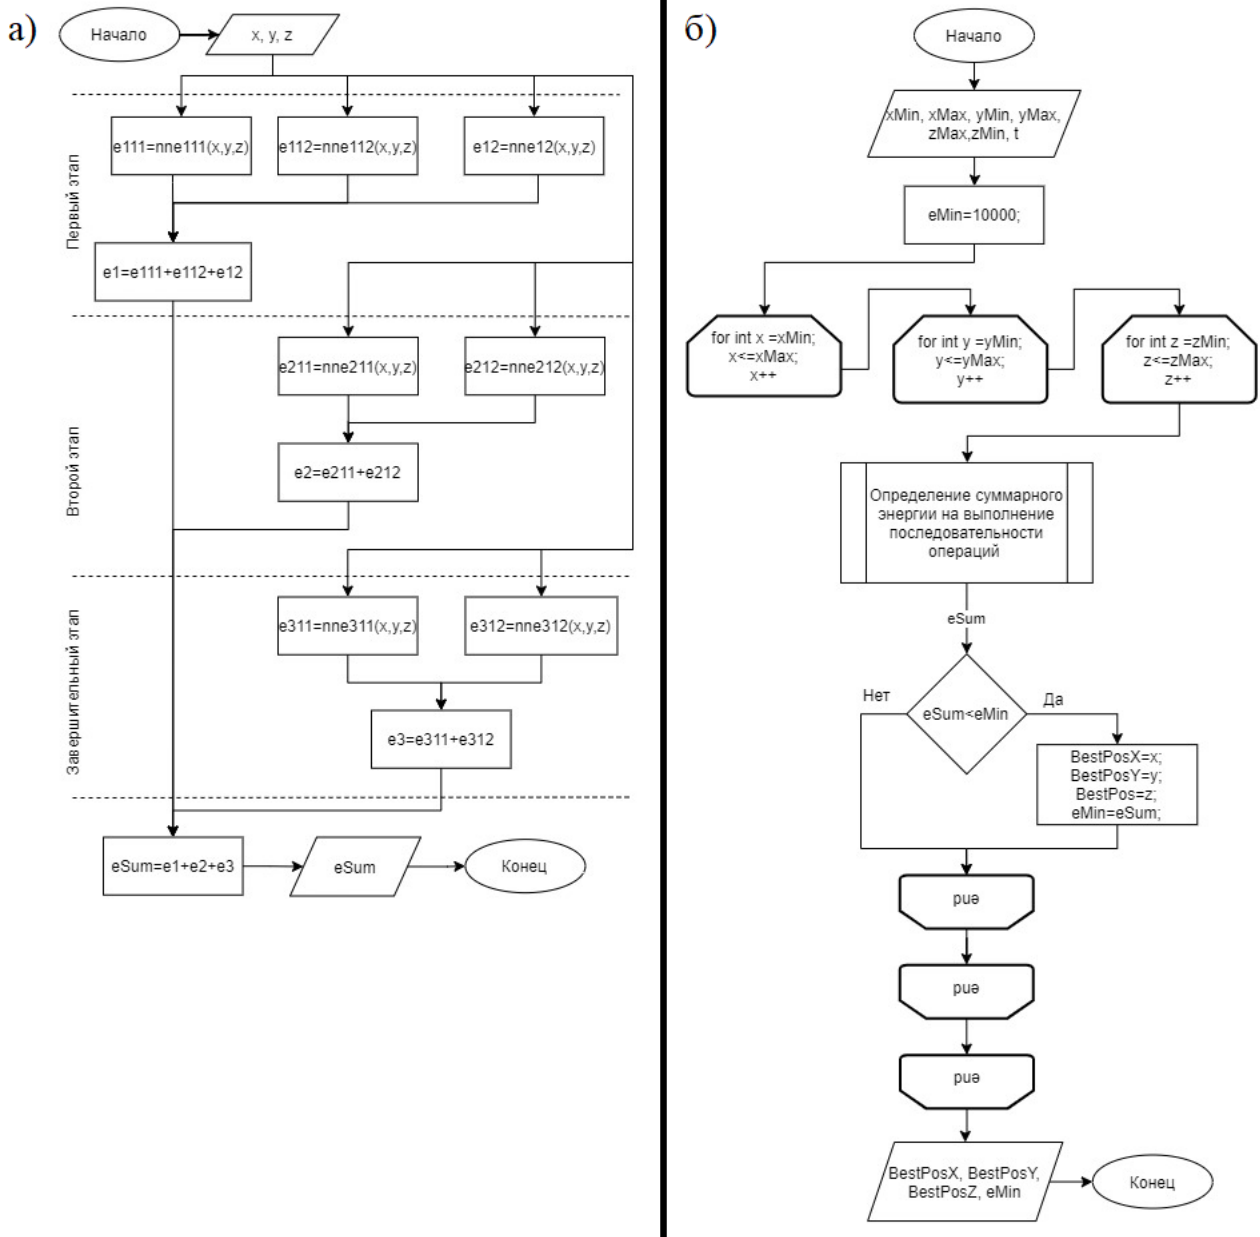 а)
Начало
x, y, z
Первый этап
e111=nne111(x,y,z)
e112=nne112(x,y,z)
e12=nne12(x,y,z)
e1=e111+e112+e12
Второй этап
e211=nne211(x,y,z)
e212=nne212(x,y,z)
e2=e211+e212
Завершительный этап
e311=nne311(x,y,z)
e312=nne312(x,y,z)
e3=e311+e312
eSum=e1+e2+e3
eSum
Конец
б)
Начало
xMin, xMax, yMin, yMax,
zMax,zMin, t
eMin=10000;
for int x =xMin;
x<=xMax;
x++
for int y =yMin;
y<=yMax;
y++
for int z =zMin;
z<=zMax;
z++
Определение суммарного
энергии на выполнение
последовательности
операций
eSum
eSum<eMin
Нет
Да
BestPosX=x;
BestPosY=y;
BestPos=z;
eMin=eSum;
end
end
end
BestPosX, BestPosY,
BestPosZ, eMin
Конец